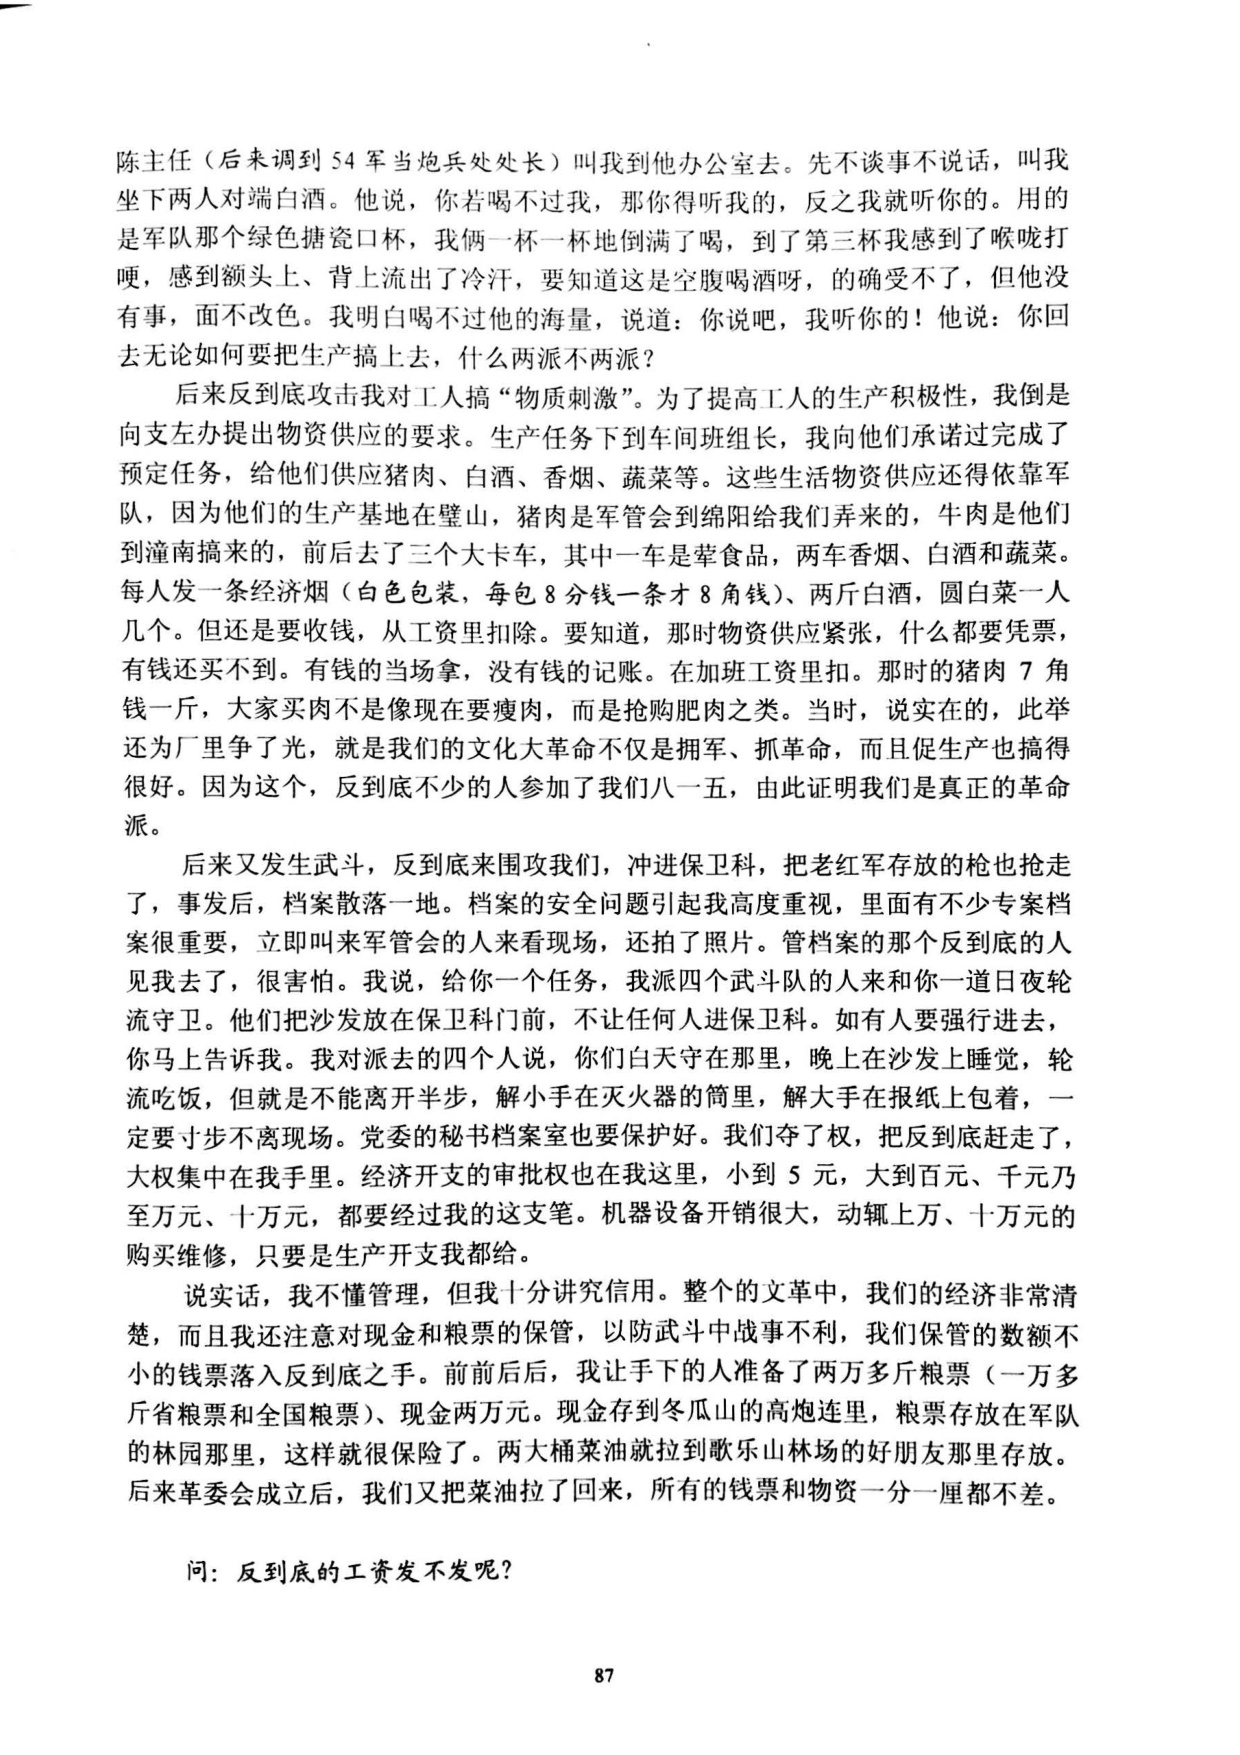 陈主任（后来调到 54 军当炮兵处处长）叫我到他办公室去。先不谈事不说话，叫我
坐下两人对端白酒。他说，你若喝不过我，那你得听我的，反之我就听你的。用的
是军队那个绿色搪瓷口杯，我俩一杯一杯地倒满了喝，到了第三杯我感到了喉咙打
哽，感到额头上、背上流出了冷汗，要知道这是空腹喝酒呀，的确受不了，但他没
有事，面不改色。我明白喝不过他的海量，说道：你说吧，我听你的！他说：你回
去无论如何要把生产搞上去，什么两派不两派？
后来反到底攻击我对工人搞“物质刺激”。为了提高工人的生产积极性，我倒是
向支左办提出物资供应的要求。生产任务下到车间班组长，我向他们承诺过完成了
预定任务，给他们供应猪肉、白酒、香烟、蔬菜等。这些生活物资供应还得依靠军
队，因为他们的生产基地在璧山，猪肉是军管会到绵阳给我们弄来的，牛肉是他们
到潼南搞来的，前后去了三个大卡车，其中一车是荤食品，两车香烟、白酒和蔬菜。
每人发一条经济烟（白色包装，每包 8 分钱一条才 8 角钱）、两斤白酒，圆白菜一人
几个。但还是要收钱，从工资里扣除。要知道，那时物资供应紧张，什么都要凭票，
有钱还买不到。有钱的当场拿，没有钱的记账。在加班工资里扣。那时的猪肉 7 角
钱一斤，大家买肉不是像现在要瘦肉，而是抢购肥肉之类。当时，说实在的，此举
还为厂里争了光，就是我们的文化大革命不仅是拥军、抓革命，而且促生产也搞得
很好。因为这个，反到底不少的人参加了我们八一五，由此证明我们是真正的革命
派。
后来又发生武斗，反到底来围攻我们，冲进保卫科，把老红军存放的枪也抢走
了，事发后，档案散落一地。档案的安全问题引起我高度重视，里面有不少专案档
案很重要，立即叫来军管会的人来看现场，还拍了照片。管档案的那个反到底的人
见我去了，很害怕。我说，给你一个任务，我派四个武斗队的人来和你一道日夜轮
流守卫。他们把沙发放在保卫科门前，不让任何人进保卫科。如有人要强行进去，
你马上告诉我。我对派去的四个人说，你们白天守在那里，晚上在沙发上睡觉，轮
流吃饭，但就是不能离开半步，解小手在灭火器的筒里，解大手在报纸上包着，一
定要寸步不离现场。党委的秘书档案室也要保护好。我们夺了权，把反到底赶走了，
大权集中在我手里。经济开支的审批权也在我这里，小到 5 元，大到百元、千元乃
至万元、十万元，都要经过我的这支笔。机器设备开销很大，动辄上万、十万元的
购买维修，只要是生产开支我都给。
说实话，我不懂管理，但我十分讲究信用。整个的文革中，我们的经济非常清
楚，而且我还注意对现金和粮票的保管，以防武斗中战事不利，我们保管的数额不
小的钱票落入反到底之手。前前后后，我让手下的人准备了两万多斤粮票（一万多
斤省粮票和全国粮票）、现金两万元。现金存到冬瓜山的高炮连里，粮票存放在军队
的林园那里，这样就很保险了。两大桶菜油就拉到歌乐山林场的好朋友那里存放。
后来革委会成立后，我们又把菜油拉了回来，所有的钱票和物资一分一厘都不差。
问：反到底的工资发不发呢？
87